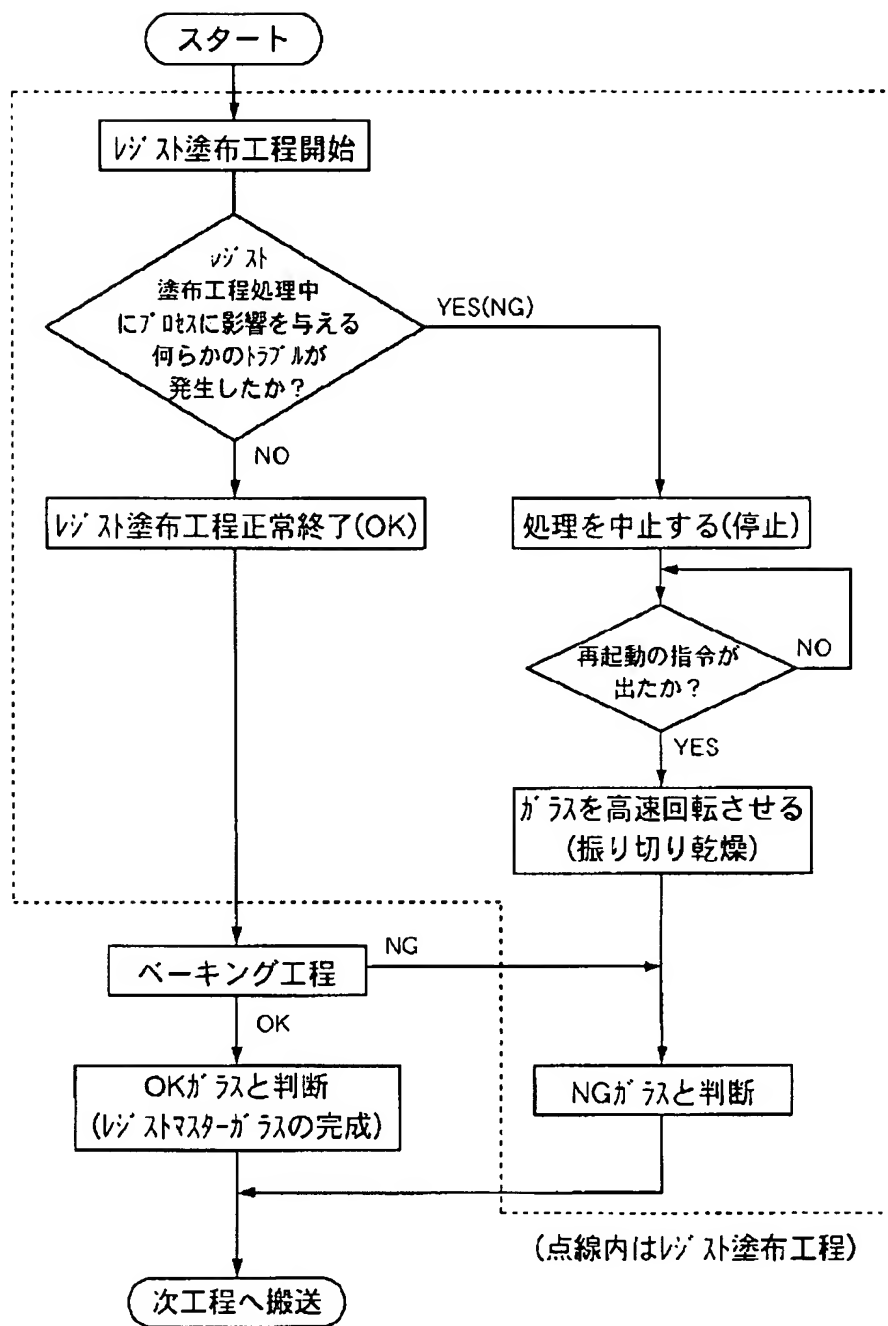 スタート
レジスト塗布工程開始
レジスト
塗布工程処理中
にプロセスに影響を与える
何らかのトラブルが
発生したか?
YES(NG)
NO
レジスト塗布工程正常終了(OK)
処理を中止する(停止)
再起動の指令が
出たか?
NO
YES
ガラスを高速回転させる
(振り切り乾燥)
ベーキング工程
NG
OK
OKガラスと判断
(レジストマスターガラスの完成)
NGガラスと判断
(点線内はレジスト塗布工程)
次工程へ搬送